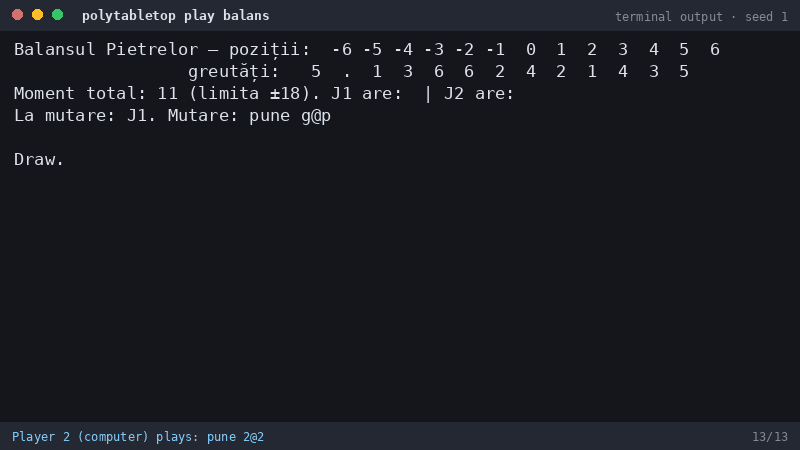 polytabletop play balans
terminal output · seed 1
Balansul Pietrelor — poziții:  -6 -5 -4 -3 -2 -1  0  1  2  3  4  5  6
                 greutăți:   5  .  1  3  6  6  2  4  2  1  4  3  5
Moment total: 11 (limita ±18). J1 are:  | J2 are:
La mutare: J1. Mutare: pune g@p
Draw.
Player 2 (computer) plays: pune 2@2
13/13